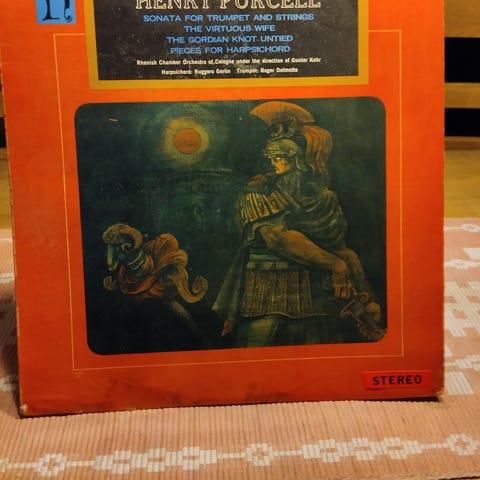 HENRY PURCELL
SONATA FOR TRUMPET AND STRINGS
THE VIRTUOUS WIFE
THE GORDIAN KNOT UNTIED
PIECES FOR HARPSICHORD
Rhenish Chamber Orchestra of Cologne under the direction of Gunter Kehr
Harpsichord: Ruggero Gerlin Trumpet: Roger Delmotte
STEREO